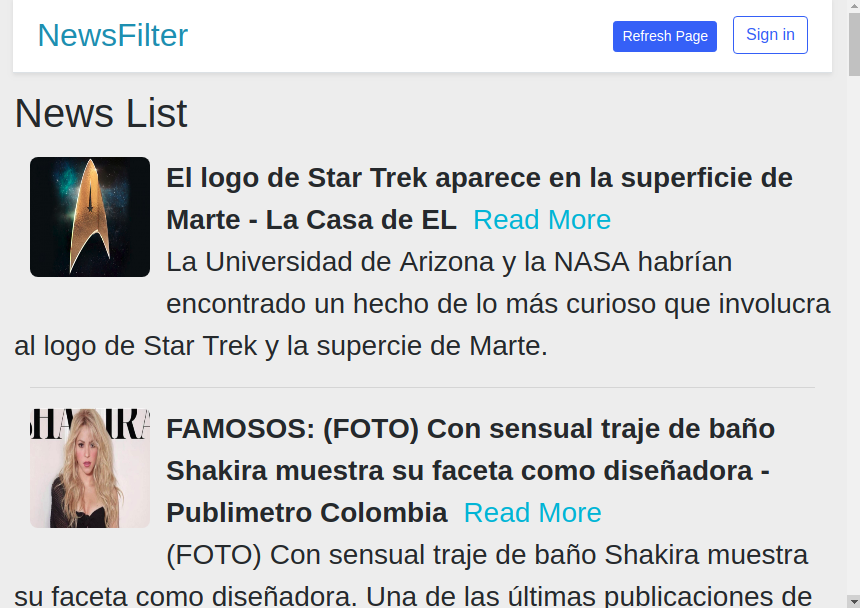 NewsFilter
Refresh Page
Sign in
News List
El logo de Star Trek aparece en la superficie de
Marte - La Casa de EL Read More
La Universidad de Arizona y la NASA habrían
encontrado un hecho de lo más curioso que involucra
al logo de Star Trek y la supercie de Marte.
SHAKIRA
FAMOSOS: (FOTO) Con sensual traje de baño
Shakira muestra su faceta como diseñadora -
Publimetro Colombia Read More
(FOTO) Con sensual traje de baño Shakira muestra
su faceta como diseñadora. Una de las últimas publicaciones de